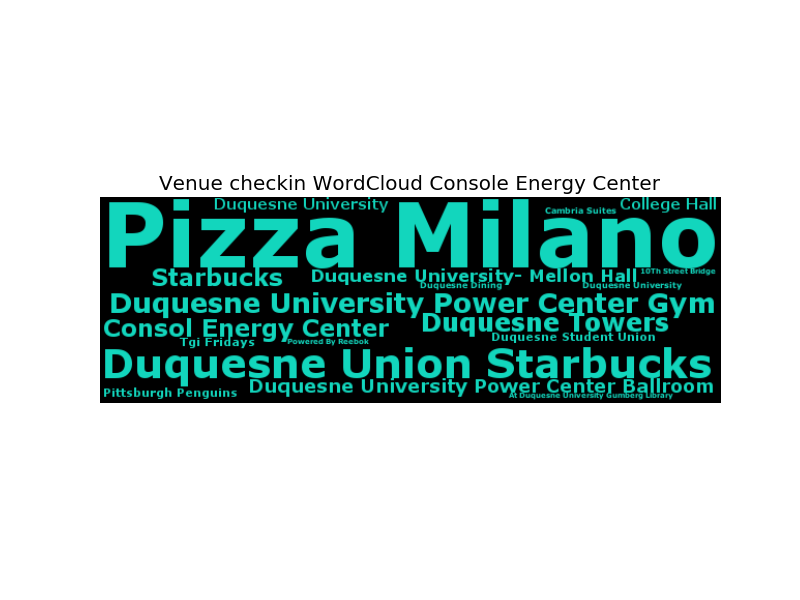 Venue checkin WordCloud Console Energy Center
Duquesne University
College Hall
Cambria Suites
Pizza Milano
Starbucks
Duquesne University- Mellon Hall
10Th Street Bridge
Duquesne Dining
Duquesne University
Duquesne University Power Center Gym
Consol Energy Center
Duquesne Towers
Duquesne Student Union
Tgi Fridays
Powered By Reebok
Duquesne Union Starbucks
Duquesne University Power Center Ballroom
Pittsburgh Penguins
At Duquesne University Gumberg Library